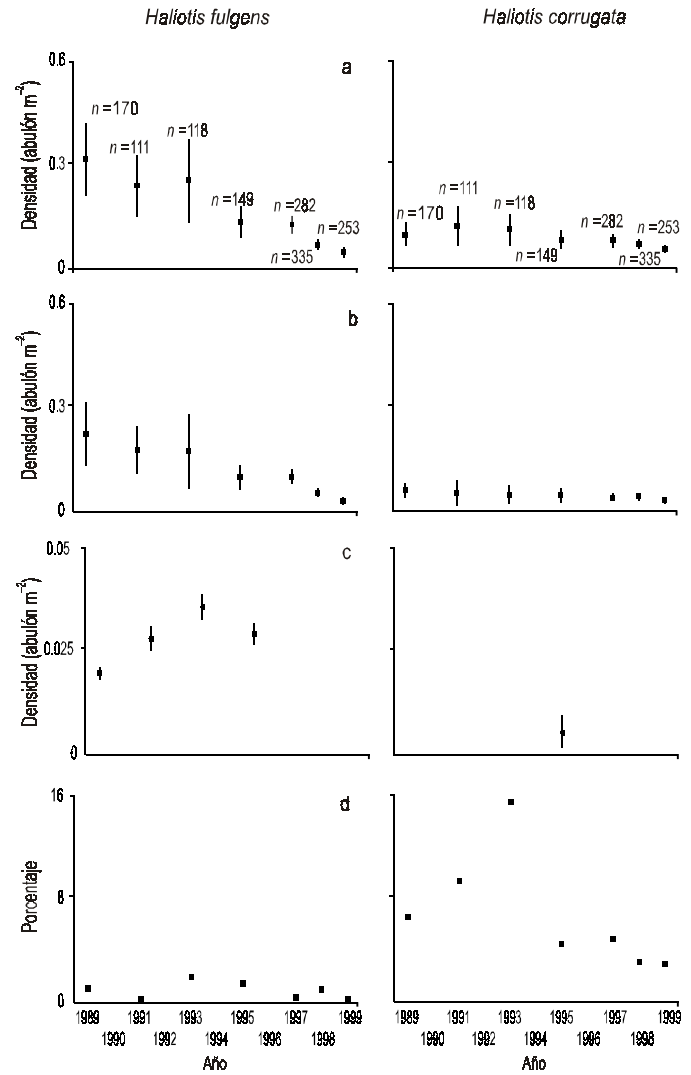 Haliotis fulgens
Haliotis corrugata
a
Densidad (abulón m⁻²)
0.6
0.3
0
n =170
n =111
n =118
n =149
n =282
n =335
n =253
n =170
n =111
n =118
n =149
n =282
n =335
n =253
b
Densidad (abulón m⁻²)
0.6
0.3
0
c
Densidad (abulón m⁻²)
0.05
0.025
0
d
Porcentaje
16
8
0
1989 1991 1993 1995 1997 1999
1990 1992 1994 1996 1998
Año
1989 1991 1993 1995 1997 1999
1990 1992 1994 1996 1998
Año